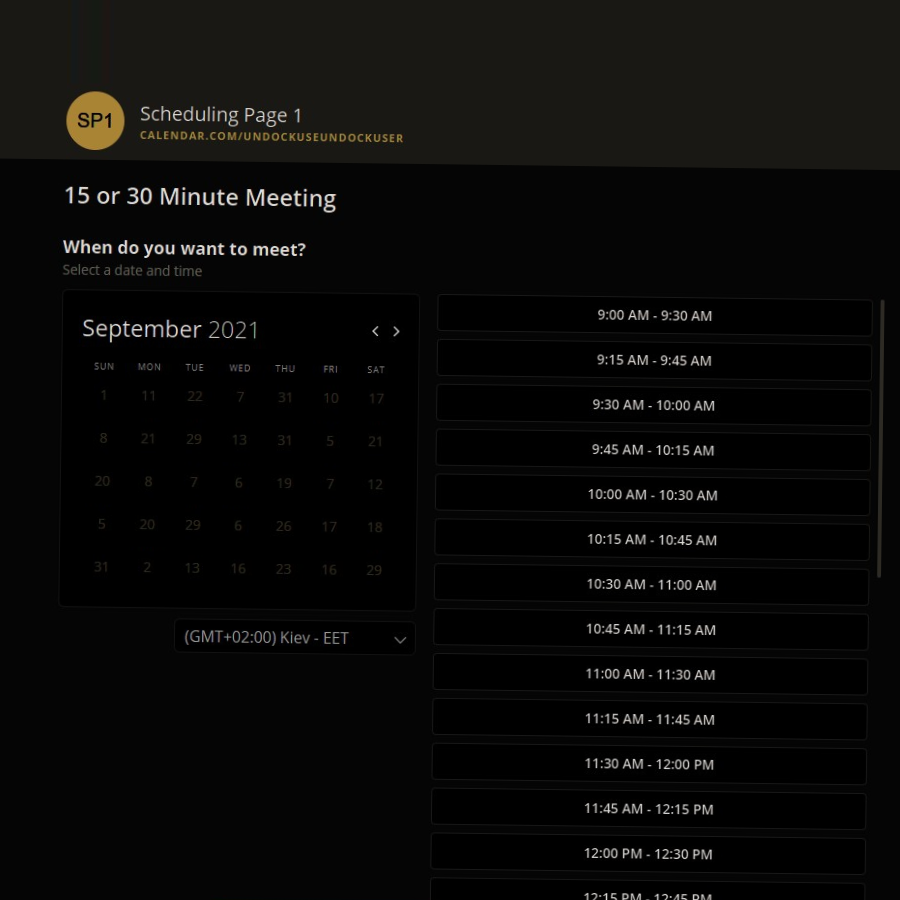 SP1
Scheduling Page 1
CALENDAR.COM/UNDOCKUSEUNDOCKUSER
15 or 30 Minute Meeting
When do you want to meet?
Select a date and time
September 2021
SUN MON TUE WED THU FRI SAT
1 11 22 7 31 10 17
8 21 29 13 31 5 21
20 8 7 6 19 7 12
5 20 29 6 26 17 18
31 2 13 16 23 16 29
(GMT+02:00) Kiev - EET
9:00 AM - 9:30 AM
9:15 AM - 9:45 AM
9:30 AM - 10:00 AM
9:45 AM - 10:15 AM
10:00 AM - 10:30 AM
10:15 AM - 10:45 AM
10:30 AM - 11:00 AM
10:45 AM - 11:15 AM
11:00 AM - 11:30 AM
11:15 AM - 11:45 AM
11:30 AM - 12:00 PM
11:45 AM - 12:15 PM
12:00 PM - 12:30 PM
12:15 PM - 12:45 PM